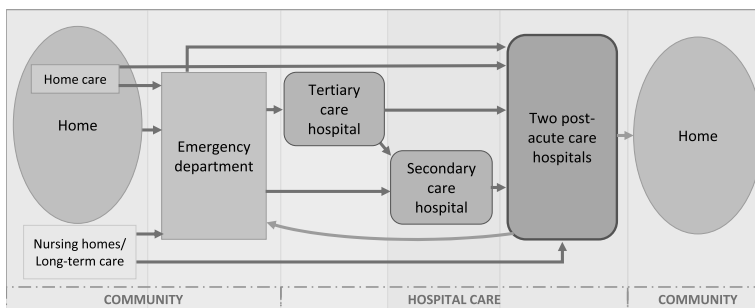 Home care
Home
Nursing homes/
Long-term care
Emergency
department
Tertiary
care
hospital
Secondary
care
hospital
Two post-
acute care
hospitals
Home
COMMUNITY
HOSPITAL CARE
COMMUNITY